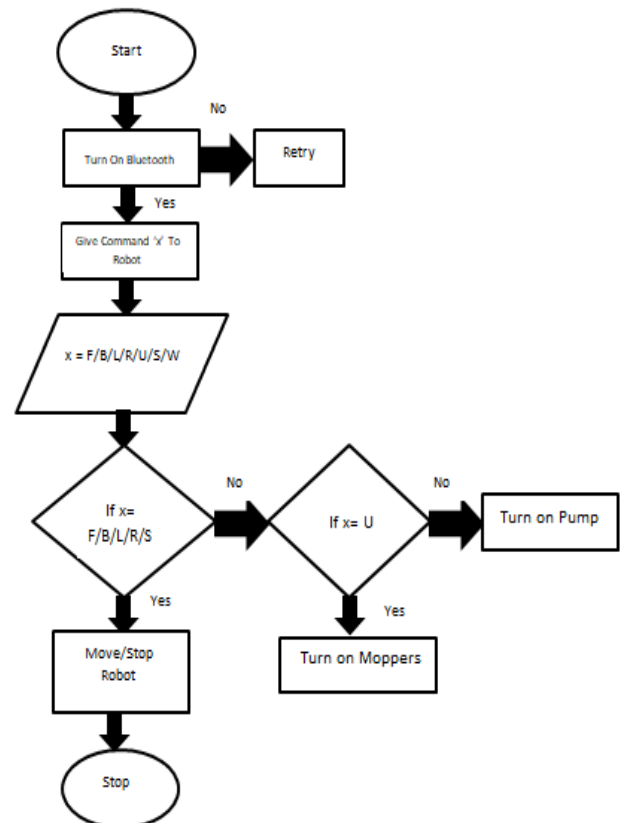 Start
No
Turn On Bluetooth
Retry
Yes
Give Command 'x' To
Robot
x = F/B/L/R/U/S/W
If x=
F/B/L/R/S
No
If x= U
No
Turn on Pump
Yes
Move/Stop
Robot
Yes
Turn on Moppers
Stop